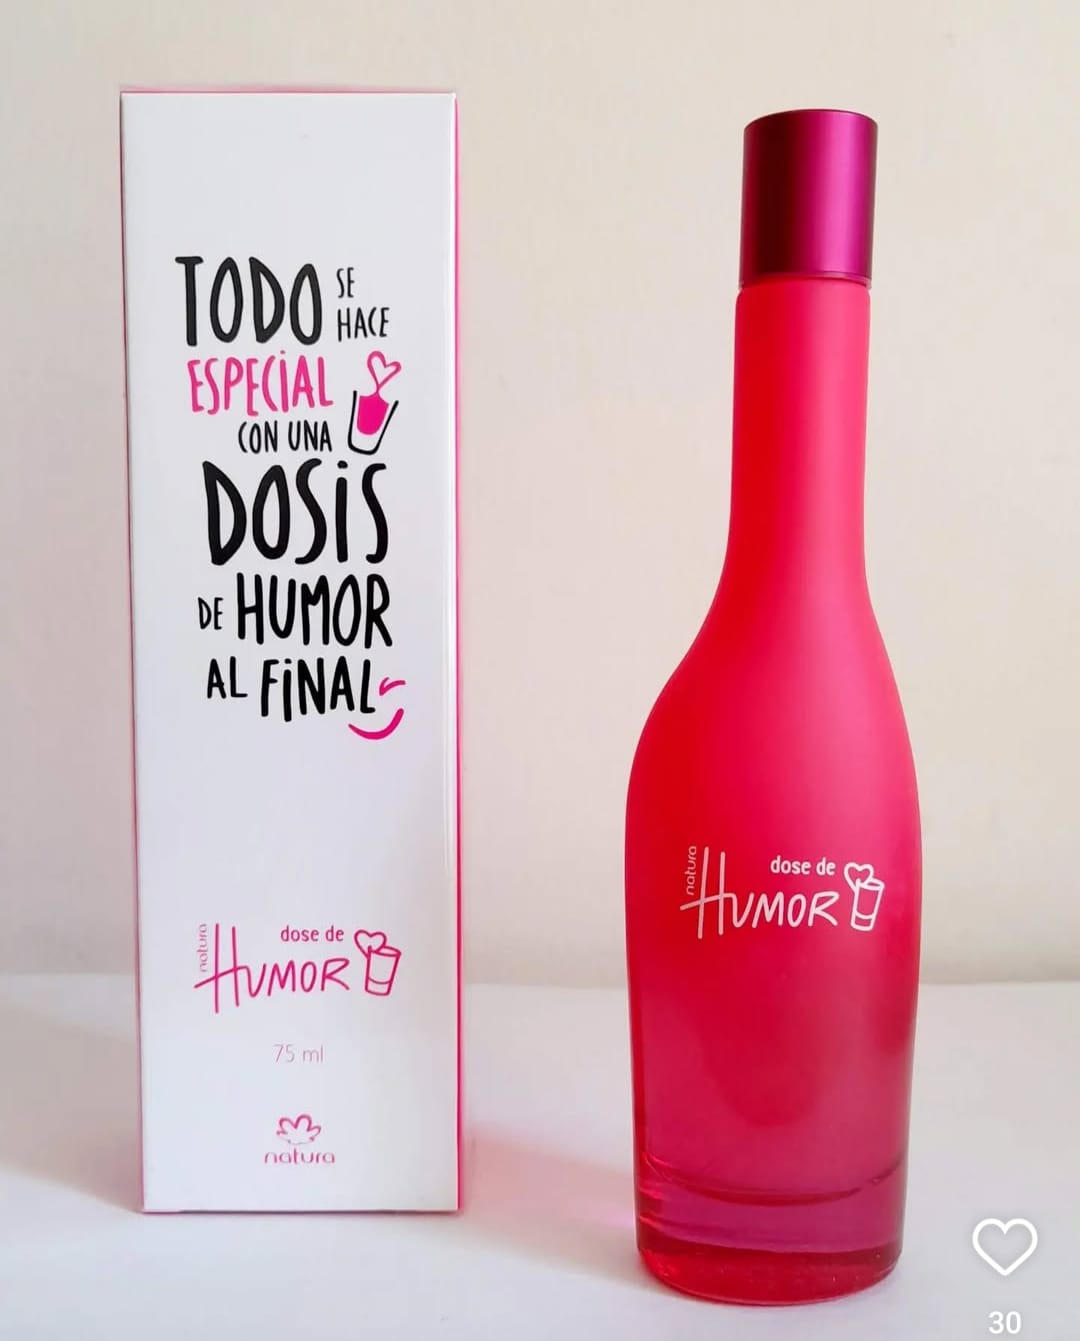 TODO SE HACE
ESPECIAL
CON UNA
DOSIS
DE HUMOR
AL FINAL
natura
dose de
HUMOR
75 ml
natura
natura
dose de
HUMOR
30